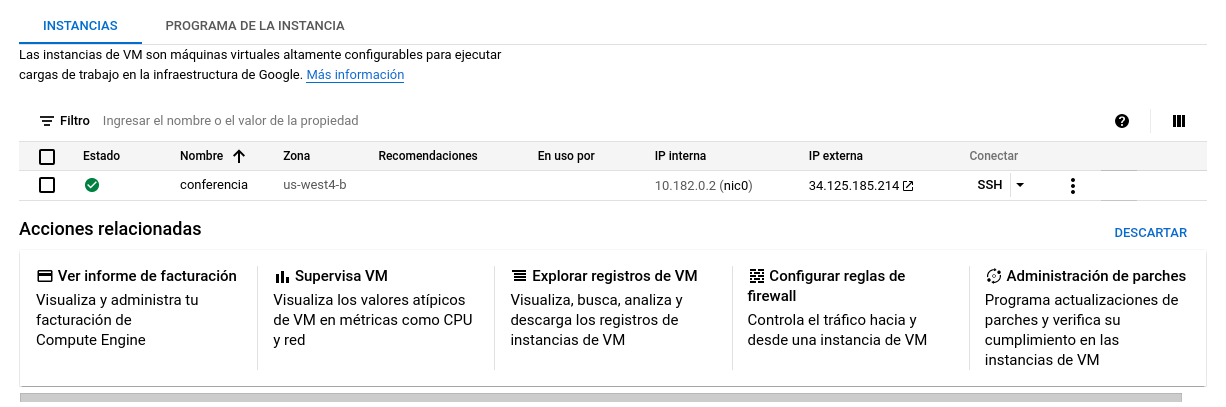 INSTANCIAS PROGRAMA DE LA INSTANCIA
Las instancias de VM son máquinas virtuales altamente configurables para ejecutar
cargas de trabajo en la infraestructura de Google. Más información
Filtro Ingresar el nombre o el valor de la propiedad
Estado Nombre Zona Recomendaciones En uso por IP interna IP externa Conectar
conferencia us-west4-b 10.182.0.2 (nic0) 34.125.185.214 SSH
Acciones relacionadas
DESCARTAR
Ver informe de facturación
Visualiza y administra tu
facturación de
Compute Engine
Supervisa VM
Visualiza los valores atípicos
de VM en métricas como CPU
y red
Explorar registros de VM
Visualiza, busca, analiza y
descarga los registros de
instancias de VM
Configurar reglas de
firewall
Controla el tráfico hacia y
desde una instancia de VM
Administración de parches
Programa actualizaciones de
parches y verifica su
cumplimiento en las
instancias de VM